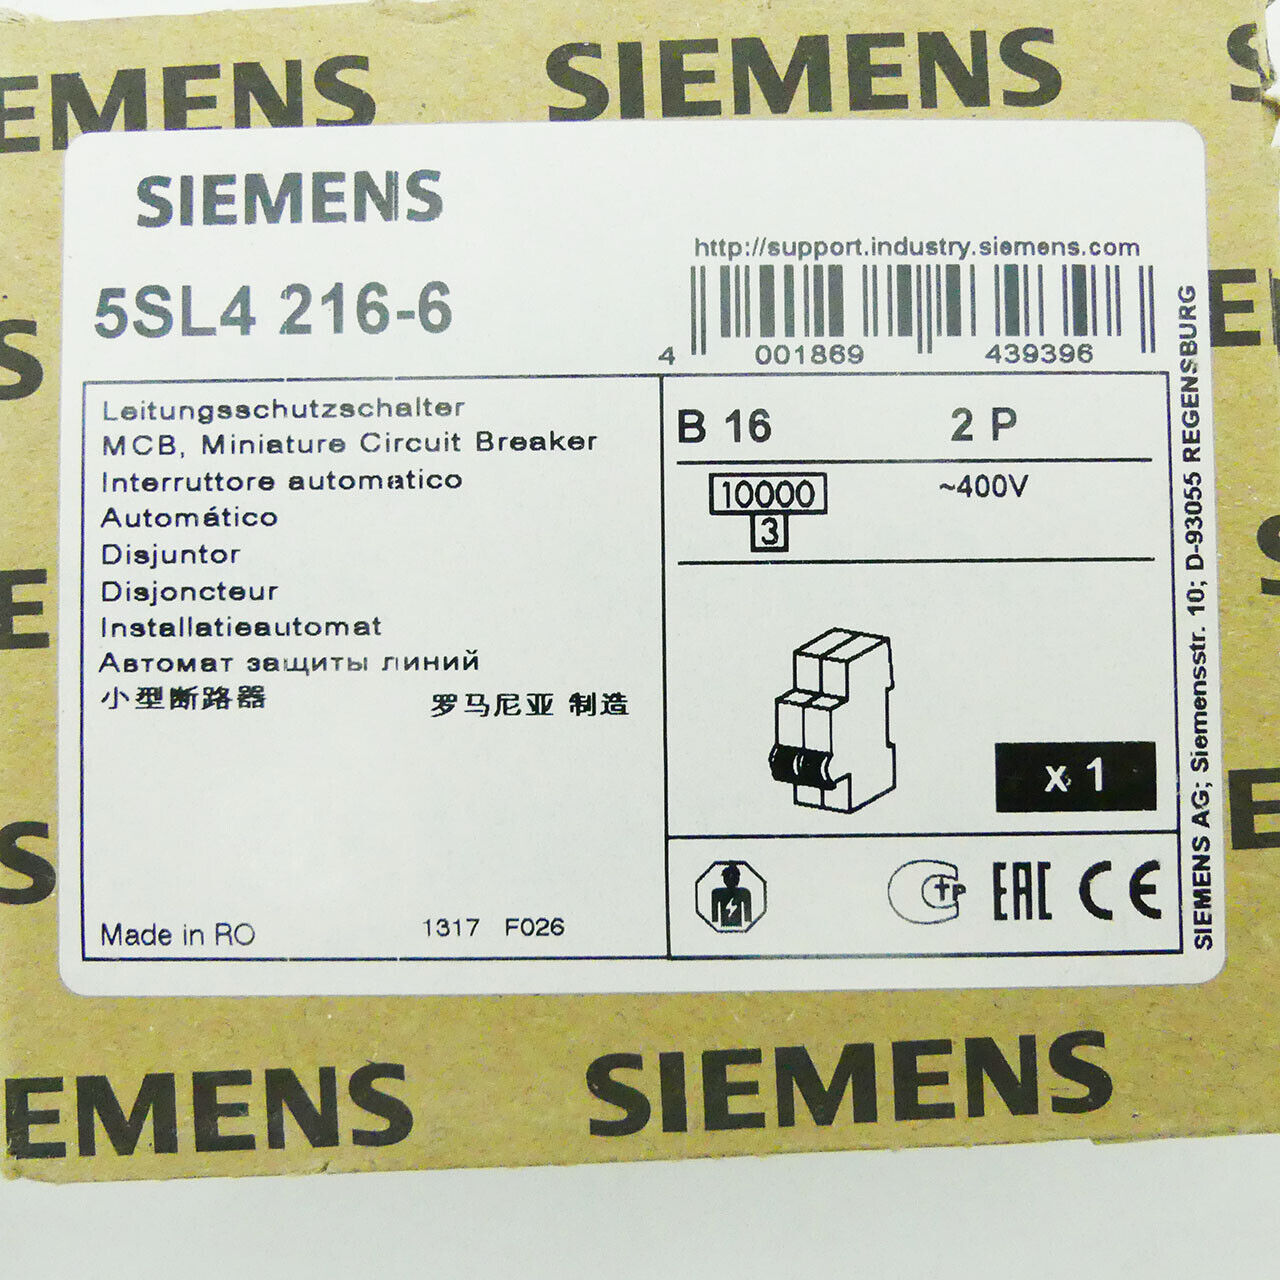 SIEMENS
SIEMENS
SIEMENS
http://support.industry.siemens.com
5SL4 216-6
4 001869 439396
Leitungsschutzschalter
MCB, Miniature Circuit Breaker
Interruttore automatico
Automático
Disjuntor
Disjoncteur
Installatieautomat
Автомат защиты линий
小型断路器 罗马尼亚 制造
Made in RO 1317 F026
B 16 2 P
10000 ~400V
3
x 1
EAC CE
SIEMENS AG; Siemensstr. 10; D-93055 REGENSBURG
SIEMENS
SIEMENS